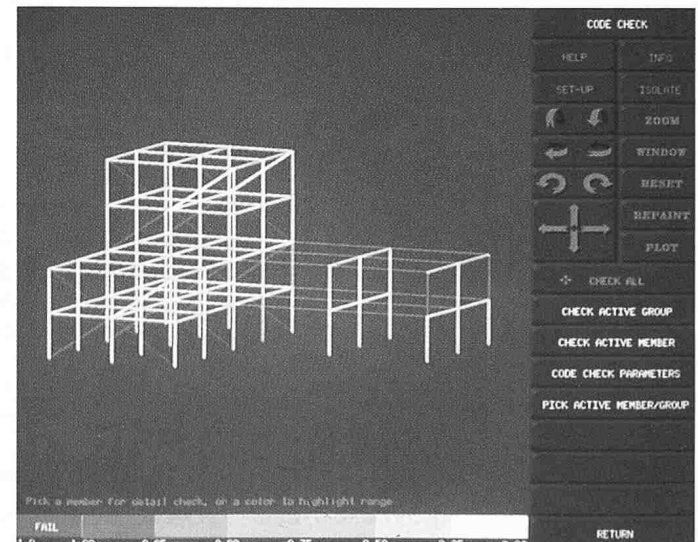 CODE CHECK
HELP INFO
SET-UP ISOLATE
ZOOM
WINDOW
RESET
REPAINT
PLOT
CHECK ALL
CHECK ACTIVE GROUP
CHECK ACTIVE MEMBER
CODE CHECK PARAMETERS
PICK ACTIVE MEMBER/GROUP
Pick a member for detail check, or a color to highlight range
FAIL
RETURN